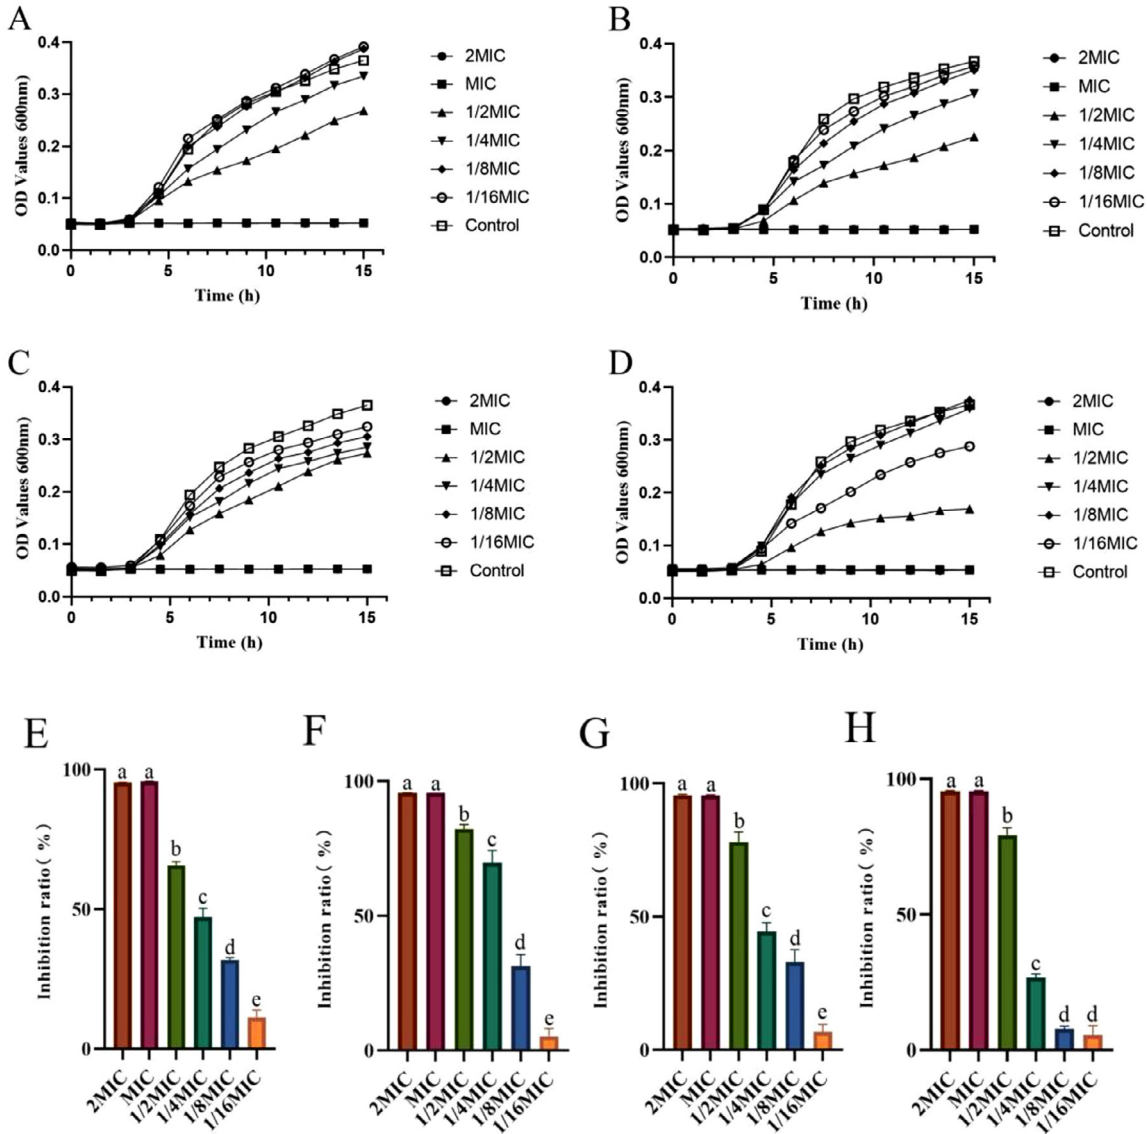 A
OD Values 600nm)
0.4
0.3
0.2
0.1
0.0
0 5 10 15
Time (h)
2MIC
MIC
1/2MIC
1/4MIC
1/8MIC
1/16MIC
Control
B
OD Values 600nm)
0.4
0.3
0.2
0.1
0.0
0 5 10 15
Time (h)
2MIC
MIC
1/2MIC
1/4MIC
1/8MIC
1/16MIC
Control
C
OD Values 600nm)
0.4
0.3
0.2
0.1
0.0
0 5 10 15
Time (h)
2MIC
MIC
1/2MIC
1/4MIC
1/8MIC
1/16MIC
Control
D
OD Values 600nm)
0.4
0.3
0.2
0.1
0.0
0 5 10 15
Time (h)
2MIC
MIC
1/2MIC
1/4MIC
1/8MIC
1/16MIC
Control
E
Inhibition ratio ( %)
100
50
0
a a b c d e
2MIC MIC 1/2MIC 1/4MIC 1/8MIC 1/16MIC
F
Inhibition ratio ( %)
100
50
0
a a b c d e
2MIC MIC 1/2MIC 1/4MIC 1/8MIC 1/16MIC
G
Inhibition ratio ( %)
100
50
0
a a b c d e
2MIC MIC 1/2MIC 1/4MIC 1/8MIC 1/16MIC
H
Inhibition ratio ( %)
100
50
0
a a b c d d
2MIC MIC 1/2MIC 1/4MIC 1/8MIC 1/16MIC